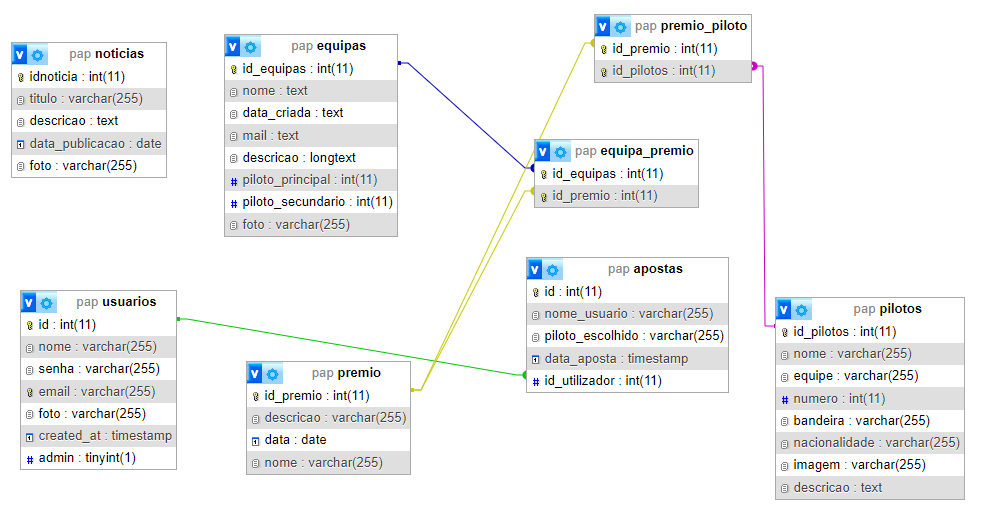 pap noticias
idnoticia : int(11)
titulo : varchar(255)
descricao : text
data_publicacao : date
foto : varchar(255)
pap equipas
id_equipas : int(11)
nome : text
data_criada : text
mail : text
descricao : longtext
piloto_principal : int(11)
piloto_secundario : int(11)
foto : varchar(255)
pap premio_piloto
id_premio : int(11)
id_pilotos : int(11)
pap equipa_premio
id_equipas : int(11)
id_premio : int(11)
pap usuarios
id : int(11)
nome : varchar(255)
senha : varchar(255)
email : varchar(255)
foto : varchar(255)
created_at : timestamp
admin : tinyint(1)
pap premio
id_premio : int(11)
descricao : varchar(255)
data : date
nome : varchar(255)
pap apostas
id : int(11)
nome_usuario : varchar(255)
piloto_escolhido : varchar(255)
data_aposta : timestamp
id_utilizador : int(11)
pap pilotos
id_pilotos : int(11)
nome : varchar(255)
equipe : varchar(255)
numero : int(11)
bandeira : varchar(255)
nacionalidade : varchar(255)
imagem : varchar(255)
descricao : text